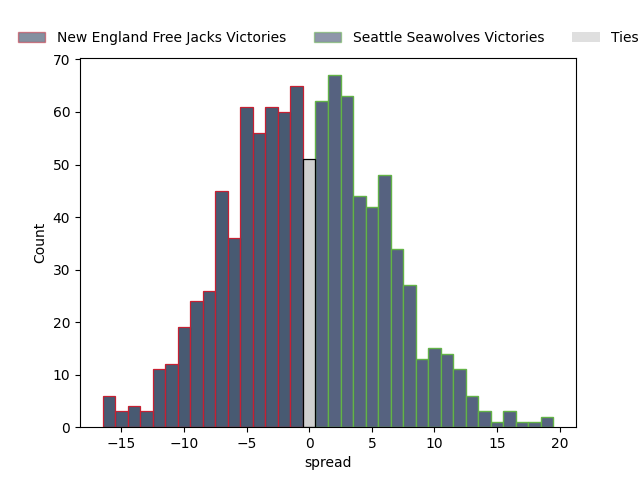 New England Free Jacks Victories   Seattle Seawolves Victories   Ties
70
60
50
40
30
20
10
0
Count
−15   −10   −5   0   5   10   15   20
spread